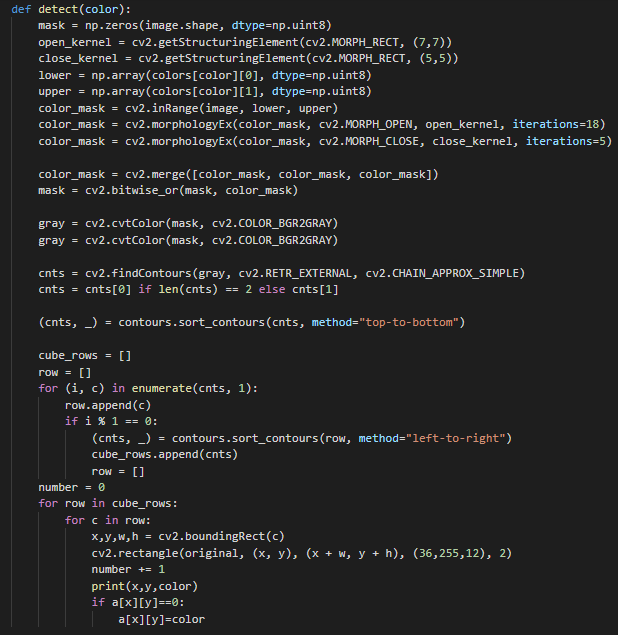 def detect(color):
    mask = np.zeros(image.shape, dtype=np.uint8)
    open_kernel = cv2.getStructuringElement(cv2.MORPH_RECT, (7,7))
    close_kernel = cv2.getStructuringElement(cv2.MORPH_RECT, (5,5))
    lower = np.array(colors[color][0], dtype=np.uint8)
    upper = np.array(colors[color][1], dtype=np.uint8)
    color_mask = cv2.inRange(image, lower, upper)
    color_mask = cv2.morphologyEx(color_mask, cv2.MORPH_OPEN, open_kernel, iterations=18)
    color_mask = cv2.morphologyEx(color_mask, cv2.MORPH_CLOSE, close_kernel, iterations=5)

    color_mask = cv2.merge([color_mask, color_mask, color_mask])
    mask = cv2.bitwise_or(mask, color_mask)

    gray = cv2.cvtColor(mask, cv2.COLOR_BGR2GRAY)
    gray = cv2.cvtColor(mask, cv2.COLOR_BGR2GRAY)

    cnts = cv2.findContours(gray, cv2.RETR_EXTERNAL, cv2.CHAIN_APPROX_SIMPLE)
    cnts = cnts[0] if len(cnts) == 2 else cnts[1]

    (cnts, _) = contours.sort_contours(cnts, method="top-to-bottom")

    cube_rows = []
    row = []
    for (i, c) in enumerate(cnts, 1):
        row.append(c)
        if i % 1 == 0:
            (cnts, _) = contours.sort_contours(row, method="left-to-right")
            cube_rows.append(cnts)
            row = []
    number = 0
    for row in cube_rows:
        for c in row:
            x,y,w,h = cv2.boundingRect(c)
            cv2.rectangle(original, (x, y), (x + w, y + h), (36,255,12), 2)
            number += 1
            print(x,y,color)
            if a[x][y]==0:
                a[x][y]=color